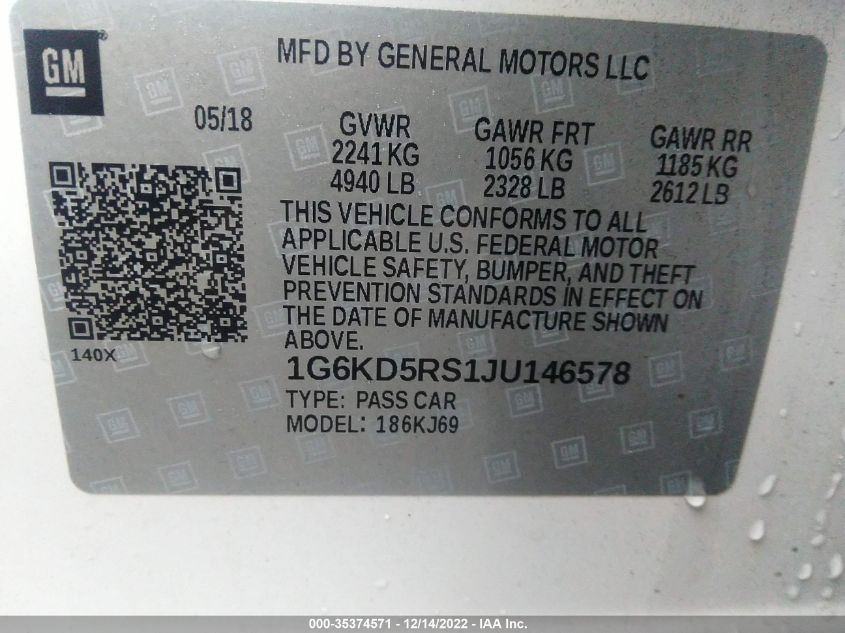 GM
MFD BY GENERAL MOTORS LLC
05/18
GVWR
2241 KG
4940 LB
GAWR FRT
1056 KG
2328 LB
GAWR RR
1185 KG
2612 LB
THIS VEHICLE CONFORMS TO ALL
APPLICABLE U.S. FEDERAL MOTOR
VEHICLE SAFETY, BUMPER, AND THEFT
PREVENTION STANDARDS IN EFFECT ON
THE DATE OF MANUFACTURE SHOWN
ABOVE.
140X
1G6KD5RS1JU146578
TYPE: PASS CAR
MODEL: 186KJ69
000-35374571 - 12/14/2022 - IAA Inc.